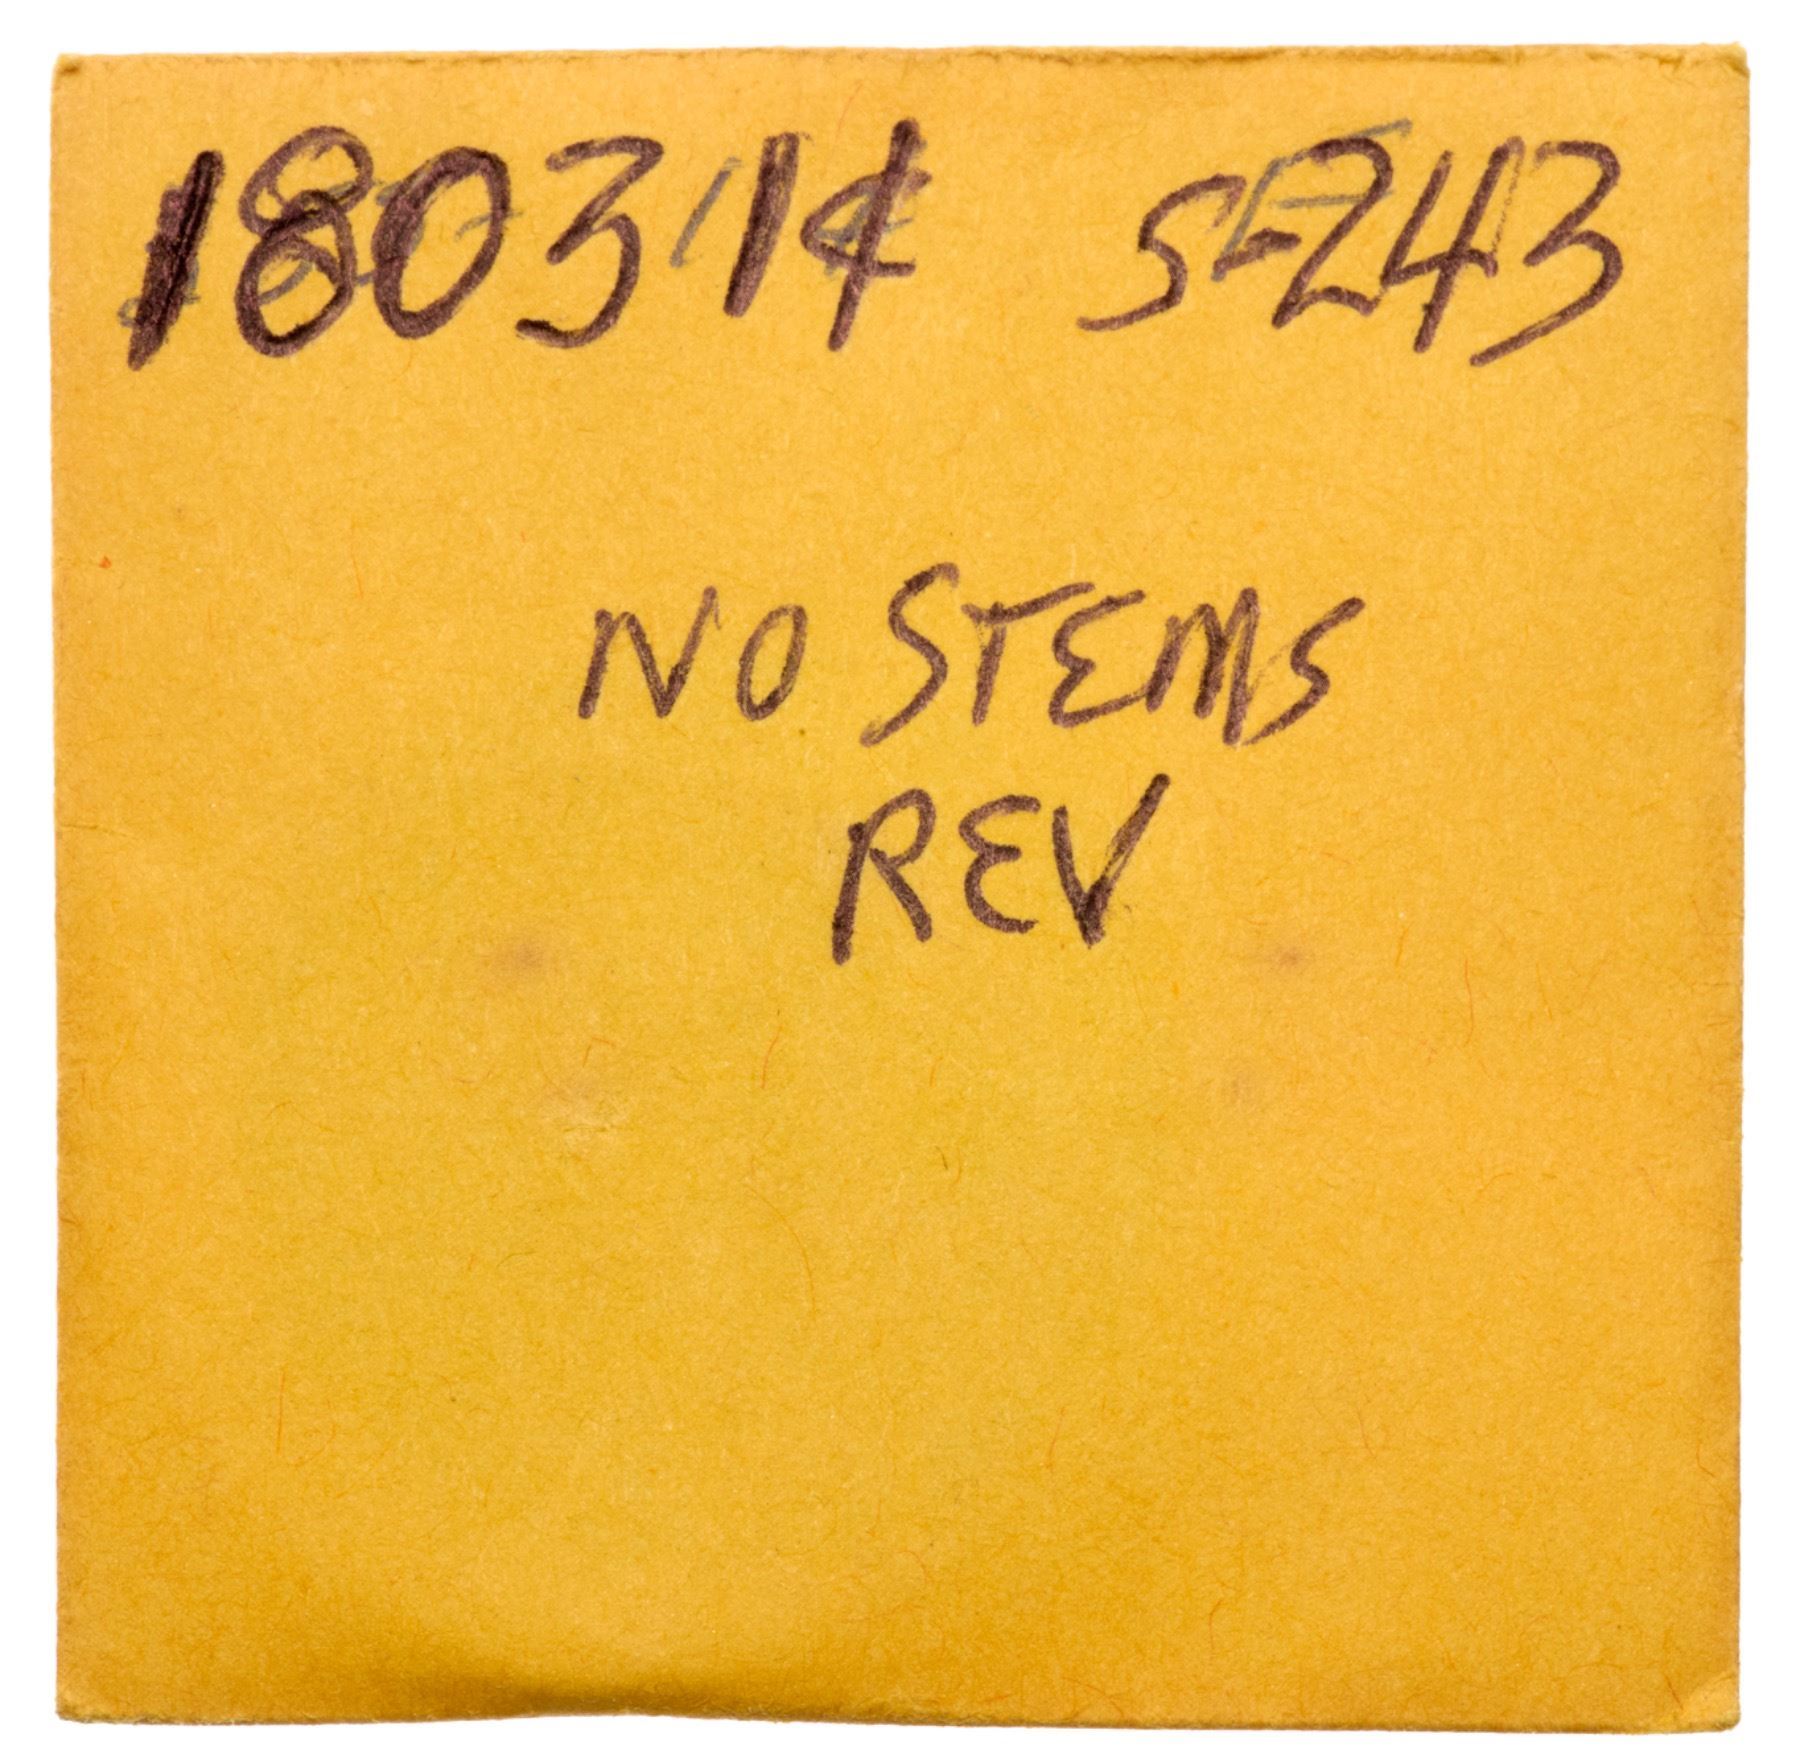 1803 1¢ S-243
NO STEMS
REV